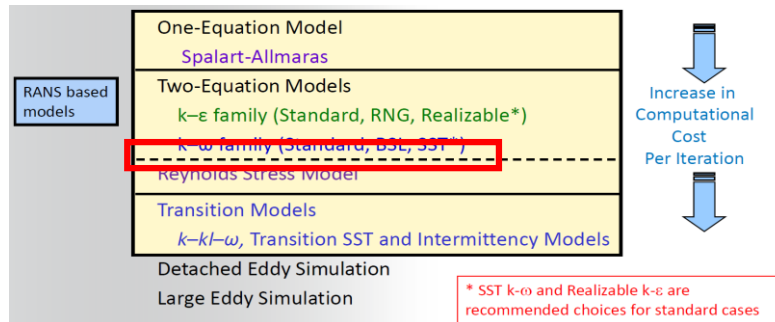 One-Equation Model
Spalart-Allmaras
RANS based
models
Two-Equation Models
k–ε family (Standard, RNG, Realizable*)
k–ω family (Standard, BSL, SST*)
Reynolds Stress Model
Transition Models
k–kl–ω, Transition SST and Intermittency Models
Detached Eddy Simulation
Large Eddy Simulation
Increase in
Computational
Cost
Per Iteration
* SST k-ω and Realizable k-ε are
recommended choices for standard cases